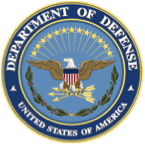 DEPARTMENT OF DEFENSE
UNITED STATES OF AMERICA